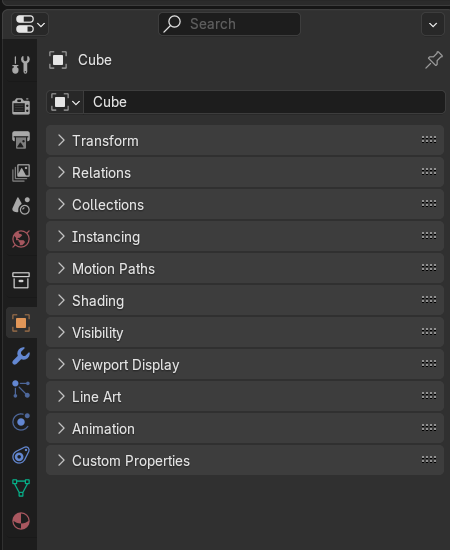 Search
Cube
Cube
Transform
Relations
Collections
Instancing
Motion Paths
Shading
Visibility
Viewport Display
Line Art
Animation
Custom Properties